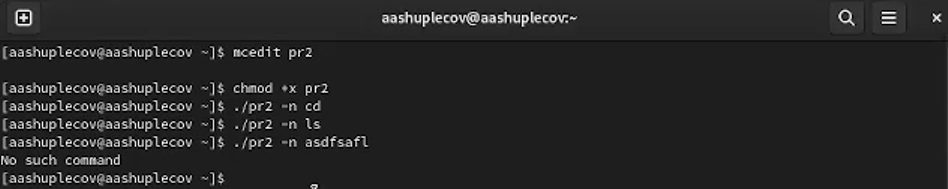 aashuplecov@aashuplecov:~
[aashuplecov@aashuplecov ~]$ mcedit pr2
[aashuplecov@aashuplecov ~]$ chmod +x pr2
[aashuplecov@aashuplecov ~]$ ./pr2 -n cd
[aashuplecov@aashuplecov ~]$ ./pr2 -n ls
[aashuplecov@aashuplecov ~]$ ./pr2 -n asdfsafl
No such command
[aashuplecov@aashuplecov ~]$